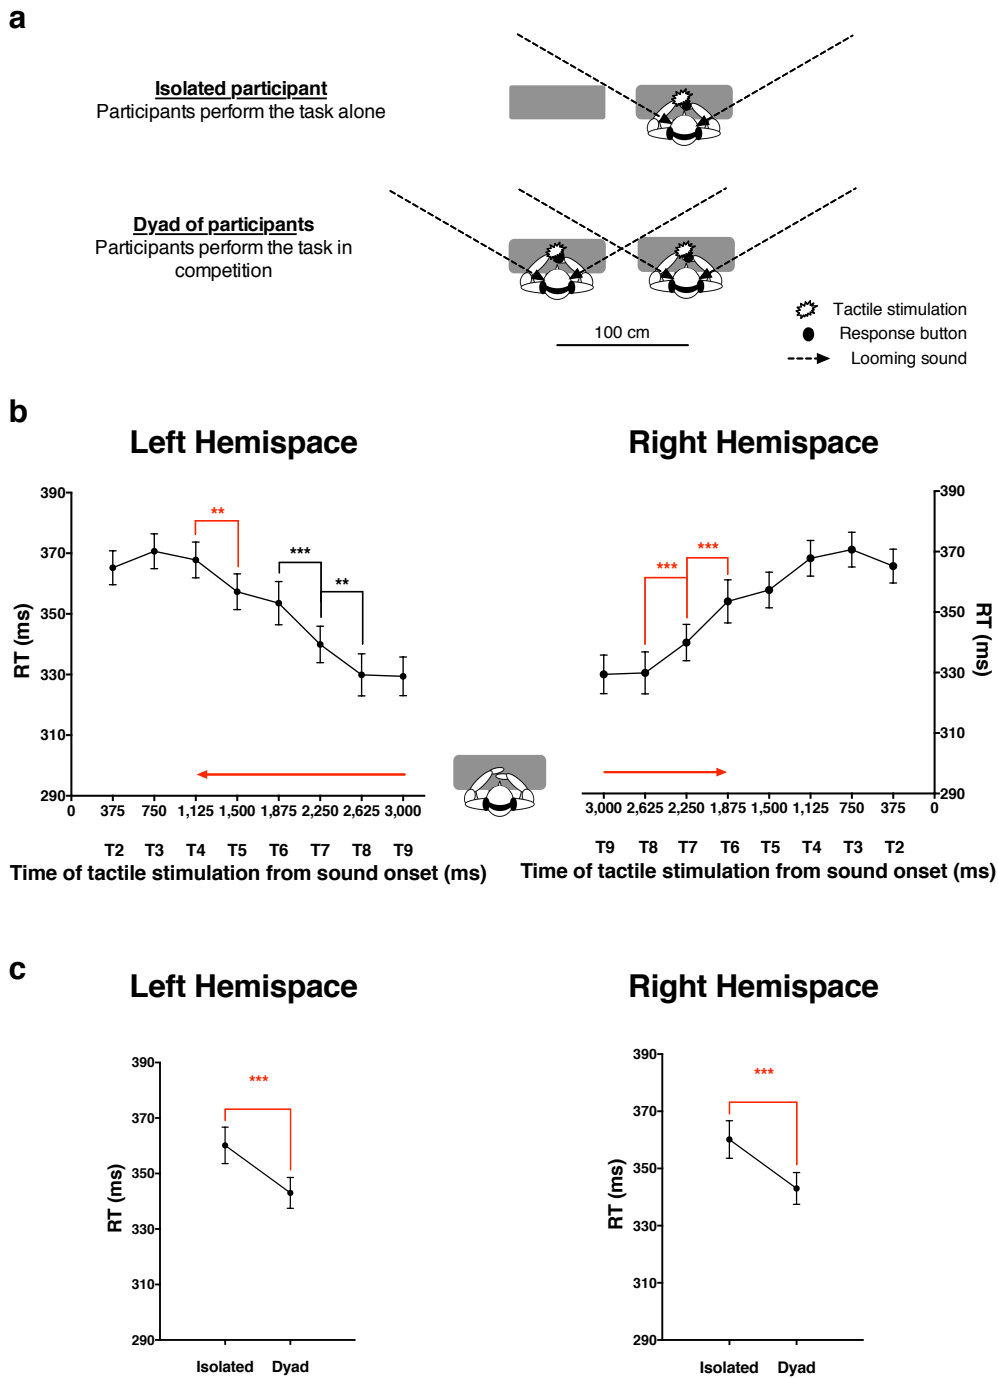 a
Isolated participant
Participants perform the task alone
Dyad of participants
Participants perform the task in
competition
Tactile stimulation
Response button
Looming sound
100 cm
b
Left Hemispace
Right Hemispace
390
370
350
330
310
290
RT (ms)
** *** **
0 375 750 1,125 1,500 1,875 2,250 2,625 3,000
T2 T3 T4 T5 T6 T7 T8 T9
Time of tactile stimulation from sound onset (ms)
*** ***
390
370
350
330
310
290
RT (ms)
3,000 2,625 2,250 1,875 1,500 1,125 750 375 0
T9 T8 T7 T6 T5 T4 T3 T2
Time of tactile stimulation from sound onset (ms)
c
Left Hemispace
Right Hemispace
390
370
350
330
310
290
RT (ms)
***
Isolated Dyad
390
370
350
330
310
290
RT (ms)
***
Isolated Dyad